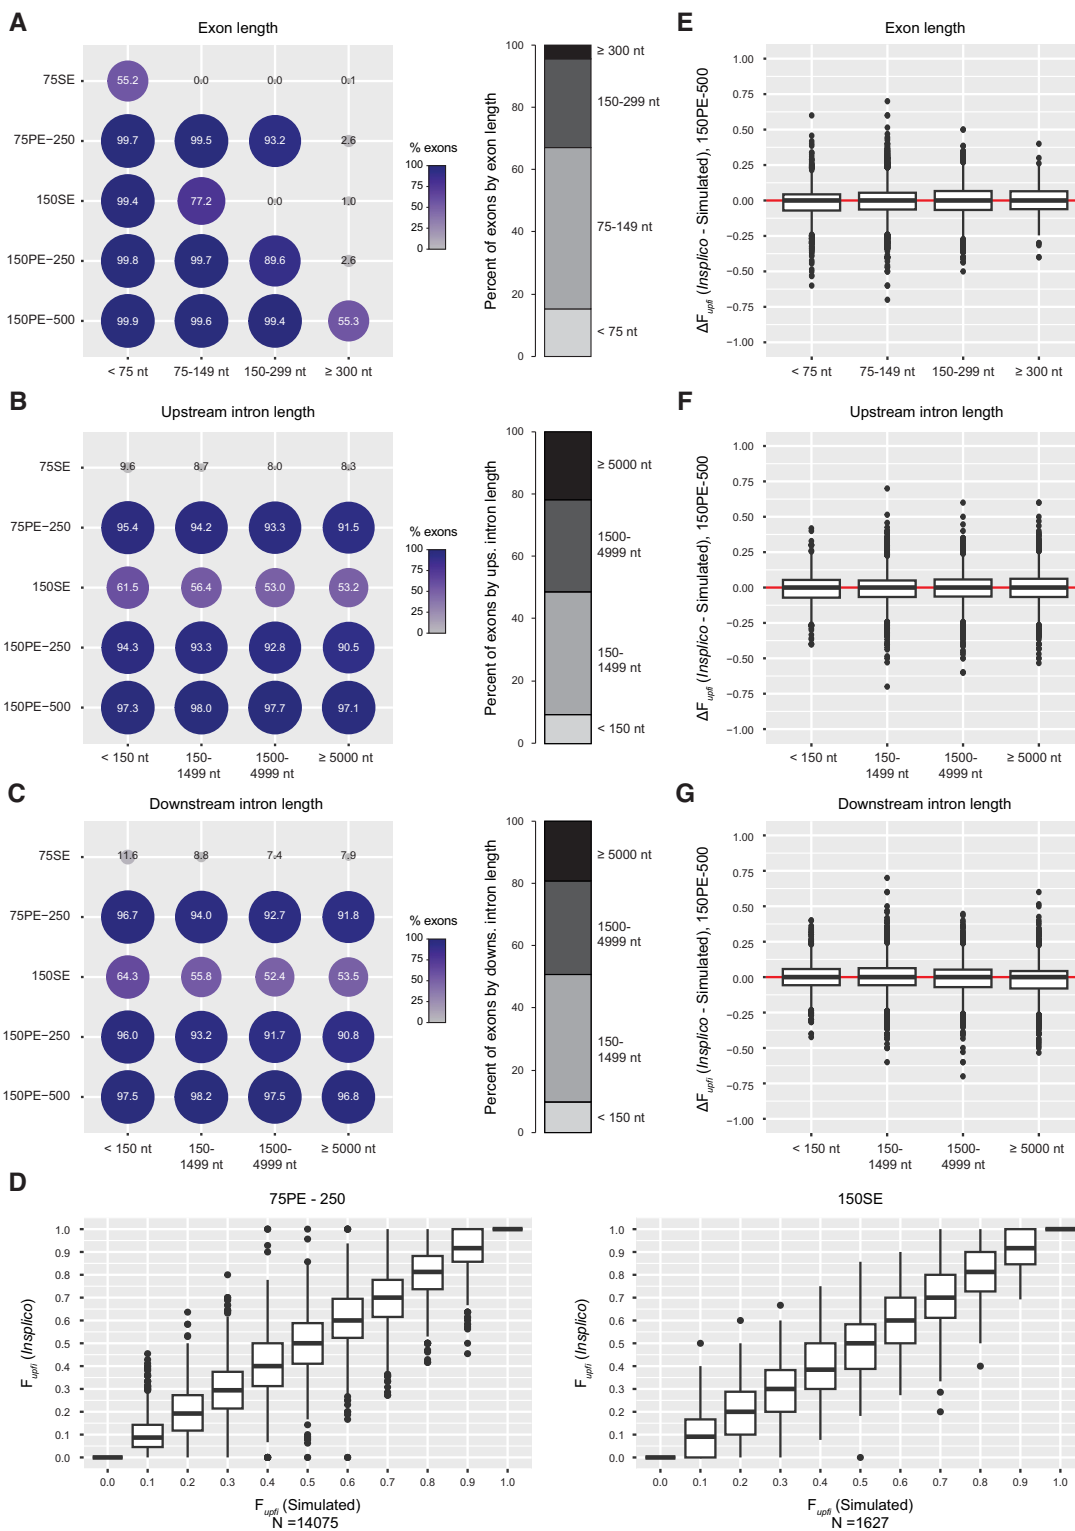 A
Exon length
75SE
55.2
0.0
0.0
0.1
75PE−250
99.7
99.5
93.2
2.6
150SE
99.4
77.2
0.0
1.0
150PE−250
99.8
99.7
89.6
2.6
150PE−500
99.9
99.6
99.4
55.3
< 75 nt
75-149 nt
150-299 nt
≥ 300 nt
% exons
100
75
50
25
0
Percent of exons by exon length
100
80
60
40
20
0
≥ 300 nt
150-299 nt
75-149 nt
< 75 nt
E
Exon length
ΔFupfi (Insplico - Simulated), 150PE-500
1.00
0.75
0.50
0.25
0.00
−0.25
−0.50
−0.75
−1.00
< 75 nt
75-149 nt
150-299 nt
≥ 300 nt
B
Upstream intron length
75SE
9.6
8.7
8.0
8.3
75PE−250
95.4
94.2
93.3
91.5
150SE
61.5
56.4
53.0
53.2
150PE−250
94.3
93.3
92.8
90.5
150PE−500
97.3
98.0
97.7
97.1
< 150 nt
150-
1499 nt
1500-
4999 nt
≥ 5000 nt
% exons
100
75
50
25
0
Percent of exons by ups. intron length
100
80
60
40
20
0
≥ 5000 nt
1500-
4999 nt
150-
1499 nt
< 150 nt
F
Upstream intron length
ΔFupfi (Insplico - Simulated), 150PE-500
1.00
0.75
0.50
0.25
0.00
−0.25
−0.50
−0.75
−1.00
< 150 nt
150-
1499 nt
1500-
4999 nt
≥ 5000 nt
C
Downstream intron length
75SE
11.6
8.8
7.4
7.9
75PE−250
96.7
94.0
92.7
91.8
150SE
64.3
55.8
52.4
53.5
150PE−250
96.0
93.2
91.7
90.8
150PE−500
97.5
98.2
97.5
96.8
< 150 nt
150-
1499 nt
1500-
4999 nt
≥ 5000 nt
% exons
100
75
50
25
0
Percent of exons by downs. intron length
100
80
60
40
20
0
≥ 5000 nt
1500-
4999 nt
150-
1499 nt
< 150 nt
G
Downstream intron length
ΔFupfi (Insplico - Simulated), 150PE-500
1.00
0.75
0.50
0.25
0.00
−0.25
−0.50
−0.75
−1.00
< 150 nt
150-
1499 nt
1500-
4999 nt
≥ 5000 nt
D
75PE - 250
Fupfi (Insplico)
1.0
0.9
0.8
0.7
0.6
0.5
0.4
0.3
0.2
0.1
0.0
0.0 0.1 0.2 0.3 0.4 0.5 0.6 0.7 0.8 0.9 1.0
Fupfi (Simulated)
N =14075
150SE
Fupfi (Insplico)
1.0
0.9
0.8
0.7
0.6
0.5
0.4
0.3
0.2
0.1
0.0
0.0 0.1 0.2 0.3 0.4 0.5 0.6 0.7 0.8 0.9 1.0
Fupfi (Simulated)
N =1627